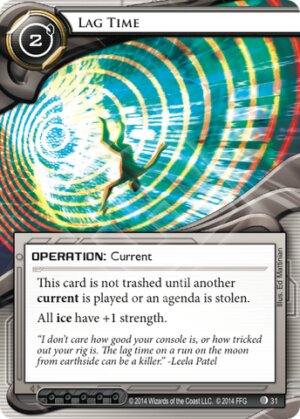 LAG TIME
2
OPERATION: Current
This card is not trashed until another
current is played or an agenda is stolen.
All ice have +1 strength.
“I don’t care how good your console is, or how tricked
out your rig is. The lag time on a run on the moon
from earthside can be a killer.” -Leela Patel
Illus. Ed Mattinian
© 2014 Wizards of the Coast LLC. © 2014 FFG
31